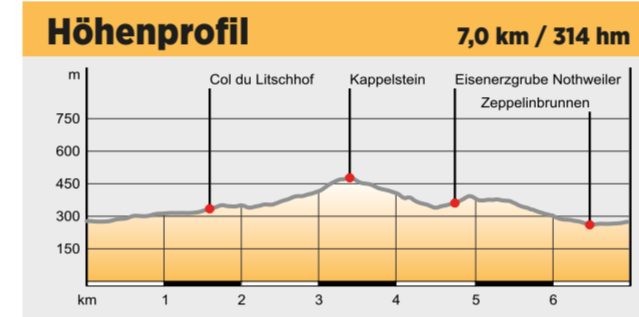 Höhenprofil
7,0 km / 314 hm
m
Col du Litschhof
Kappelstein
Eisenerzgrube Nothweiler
Zeppelinbrunnen
750
600
450
300
150
km 1 2 3 4 5 6